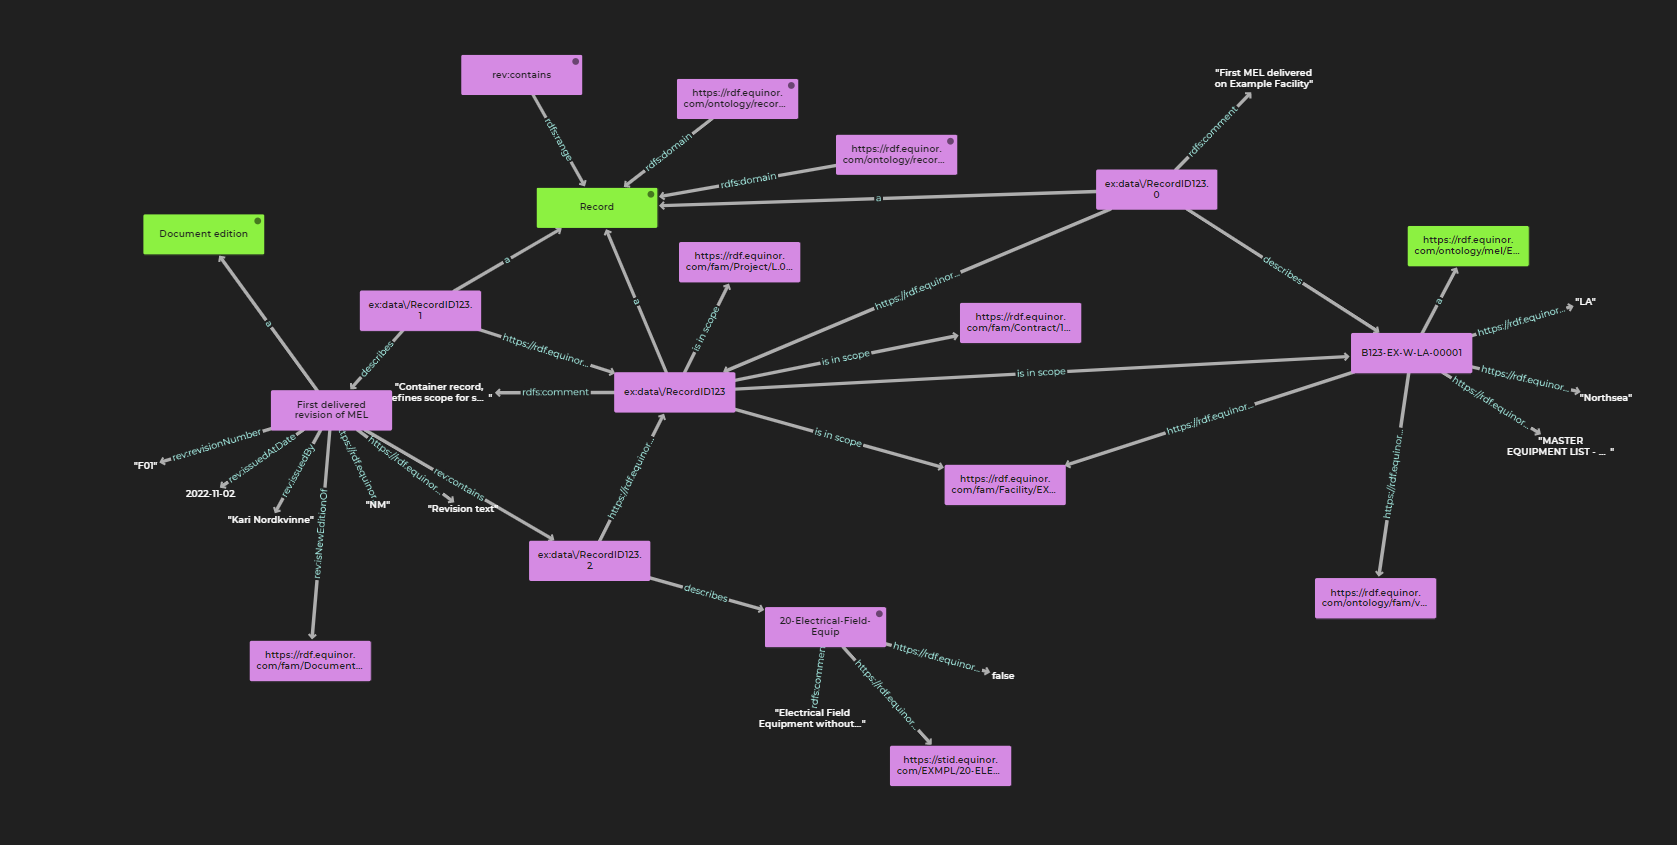 rev:contains
rdfs:range
https://rdf.equinor.
com/ontology/recor...
rdfs:domain
https://rdf.equinor.
com/ontology/recor...
rdfs:domain
"First MEL delivered
on Example Facility"
rdfs:comment
ex:data\/RecordID123.
0
a
Record
Document edition
a
https://rdf.equinor.
com/fam/Project/L.0...
a
is in scope
https://rdf.equinor...
describes
https://rdf.equinor.
com/ontology/mel/E...
a
"LA"
https://rdf.equinor...
ex:data\/RecordID123.
1
a
describes
https://rdf.equinor...
https://rdf.equinor.
com/fam/Contract/1...
is in scope
B123-EX-W-LA-00001
is in scope
https://rdf.equinor...
"Northsea"
https://rdf.equinor...
"MASTER
EQUIPMENT LIST - ... "
"Container record,
efines scope for s... "
rdfs:comment
ex:data\/RecordID123
First delivered
revision of MEL
is in scope
https://rdf.equinor...
https://rdf.equinor...
rev:revisionNumber
"F01"
rev:issuedAtDate
2022-11-02
rev:issuedBy
"Kari Nordkvinne"
rev:isNewEditionOf
ttps://rdf.equinor
"NM"
https://rdf.equinor...
"Revision text"
rev:contains
https://rdf.equinor...
https://rdf.equinor.
com/fam/Facility/EX...
ex:data\/RecordID123.
2
describes
https://rdf.equinor.
com/ontology/fam/v...
20-Electrical-Field-
Equip
https://rdf.equinor.
com/fam/Document...
rdfs:commen
"Electrical Field
Equipment without..."
https://rdf.equinor...
https://rdf.equinor...
false
https://stid.equinor.
com/EXMPL/20-ELE...